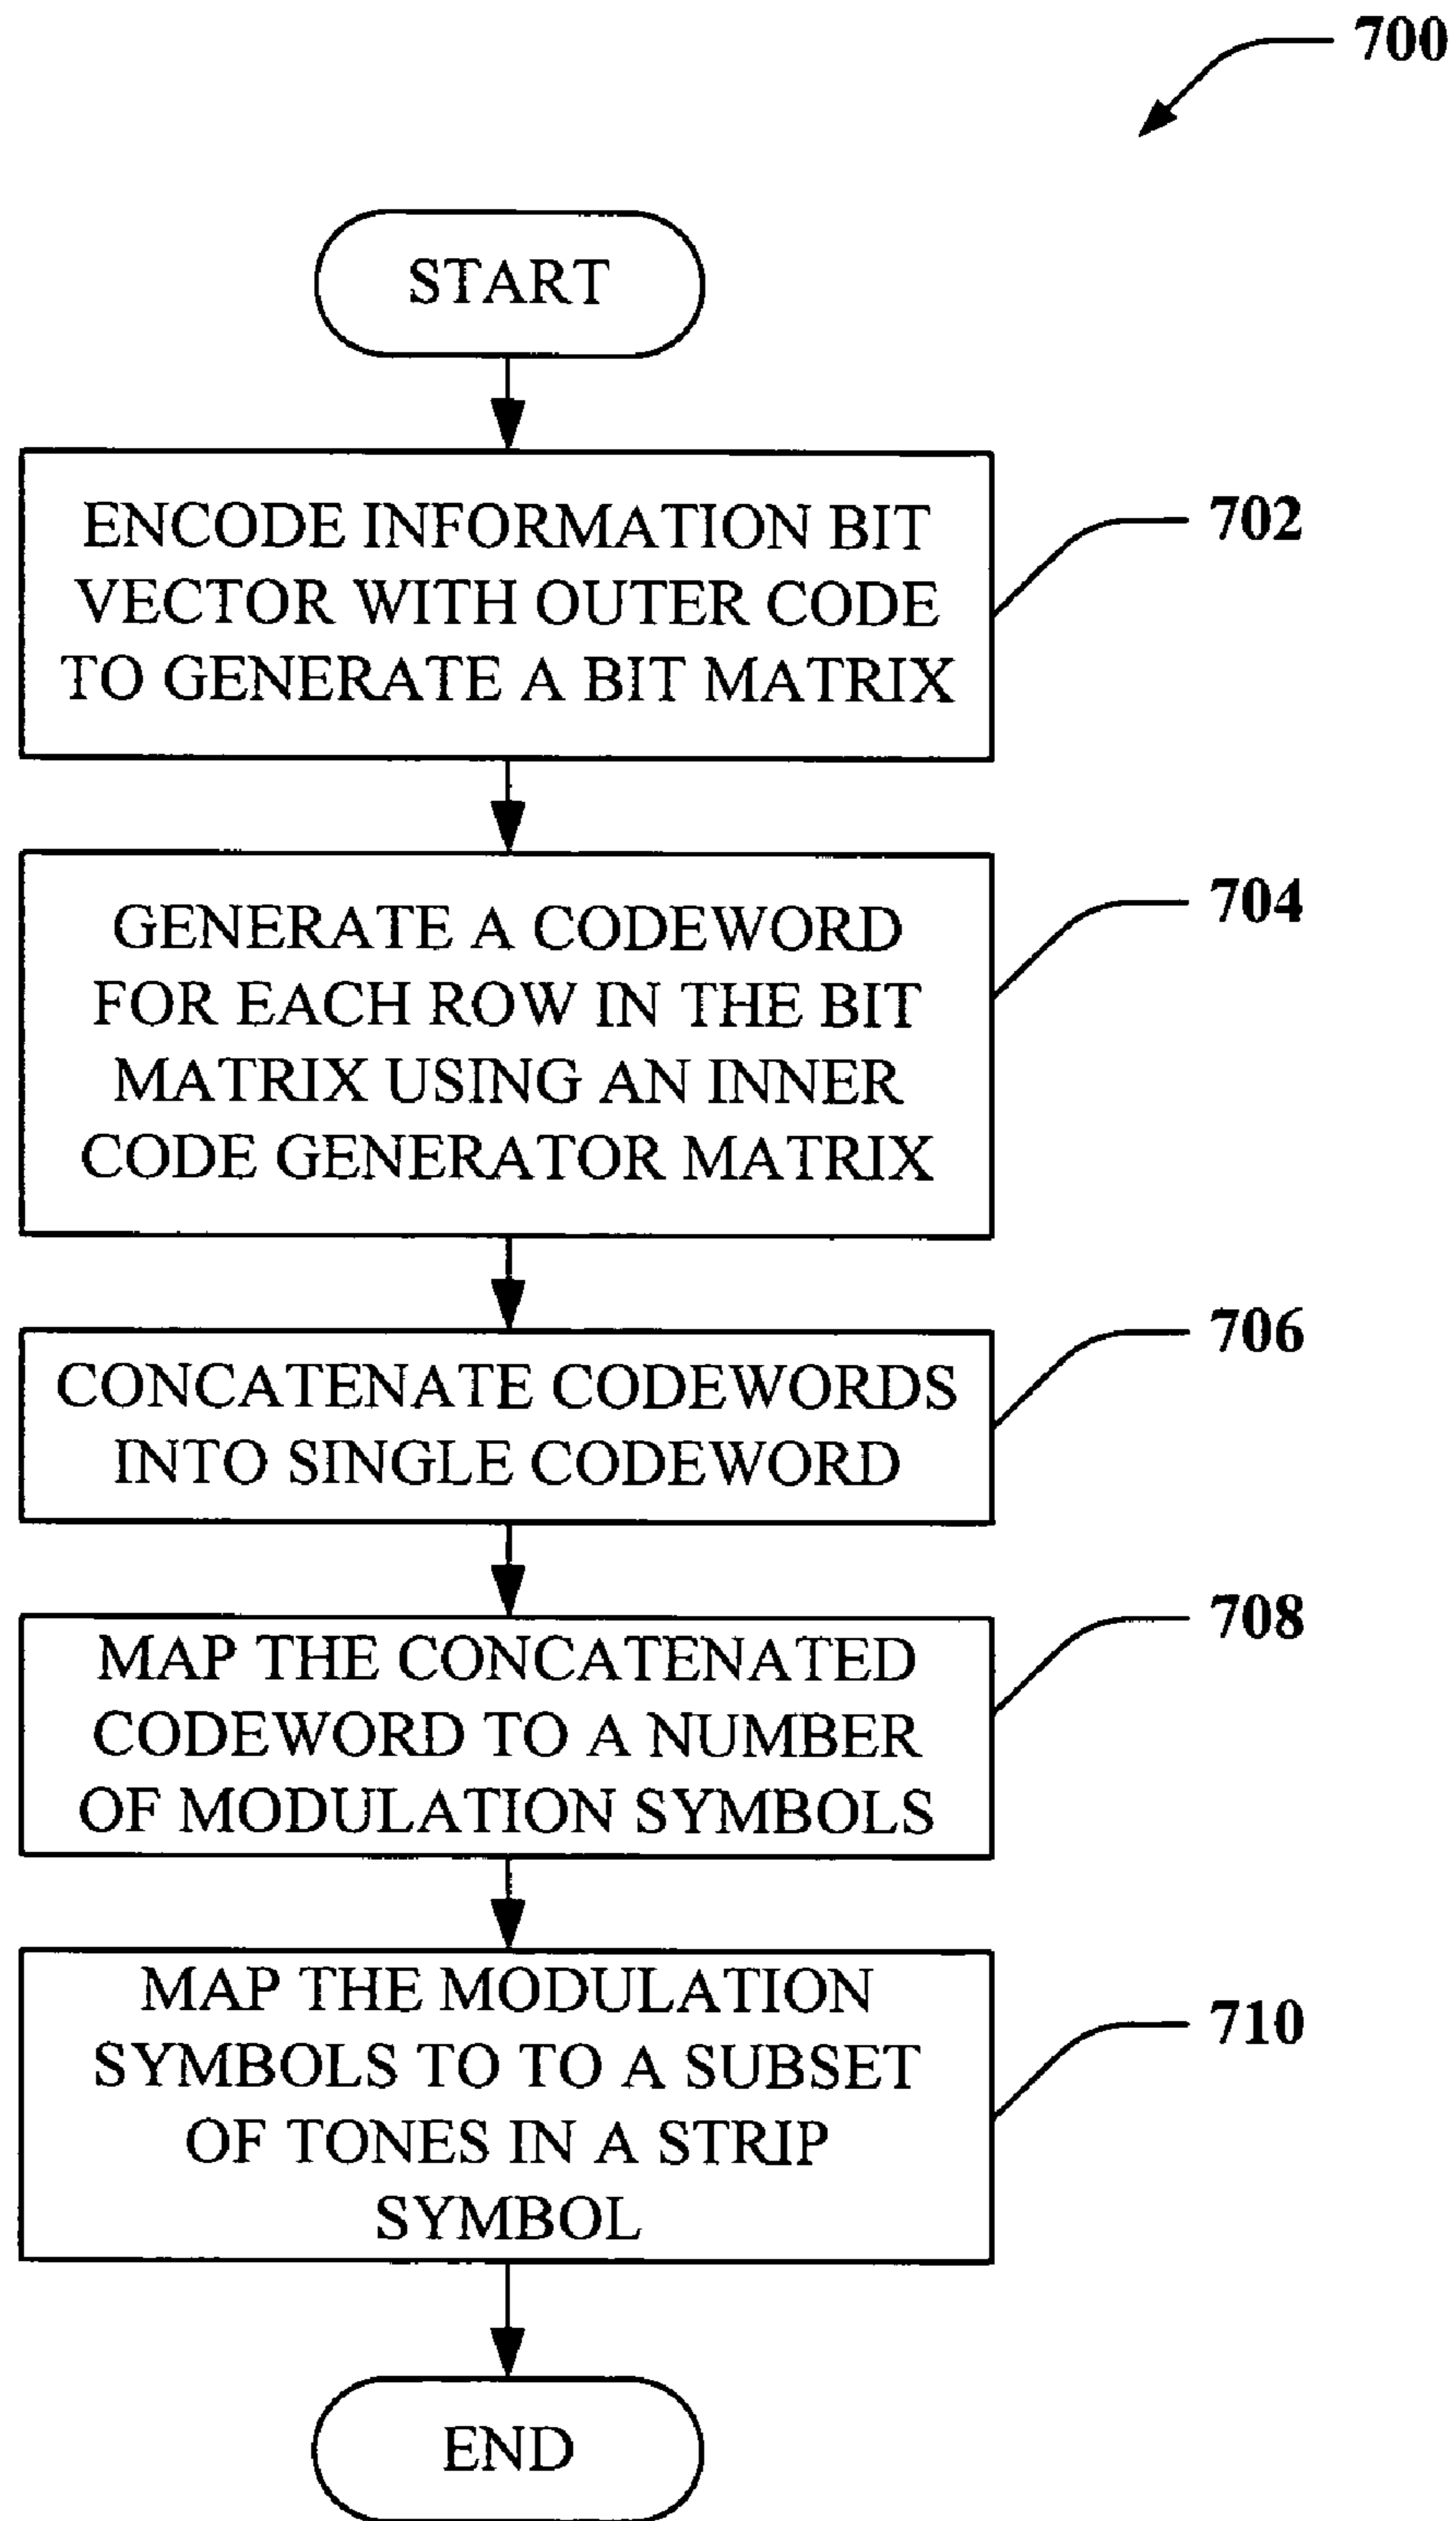 700
START
ENCODE INFORMATION BIT
VECTOR WITH OUTER CODE
TO GENERATE A BIT MATRIX
702
GENERATE A CODEWORD
FOR EACH ROW IN THE BIT
MATRIX USING AN INNER
CODE GENERATOR MATRIX
704
CONCATENATE CODEWORDS
INTO SINGLE CODEWORD
706
MAP THE CONCATENATED
CODEWORD TO A NUMBER
OF MODULATION SYMBOLS
708
MAP THE MODULATION
SYMBOLS TO TO A SUBSET
OF TONES IN A STRIP
SYMBOL
710
END